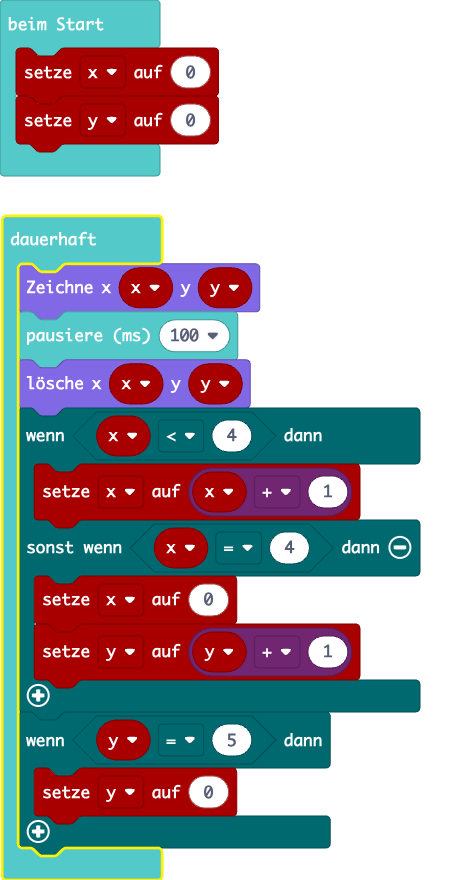 beim Start
setze x auf 0
setze y auf 0
dauerhaft
Zeichne x x y y
pausiere (ms) 100
lösche x x y y
wenn x < 4 dann
setze x auf x + 1
sonst wenn x = 4 dann
setze x auf 0
setze y auf y + 1
wenn y = 5 dann
setze y auf 0